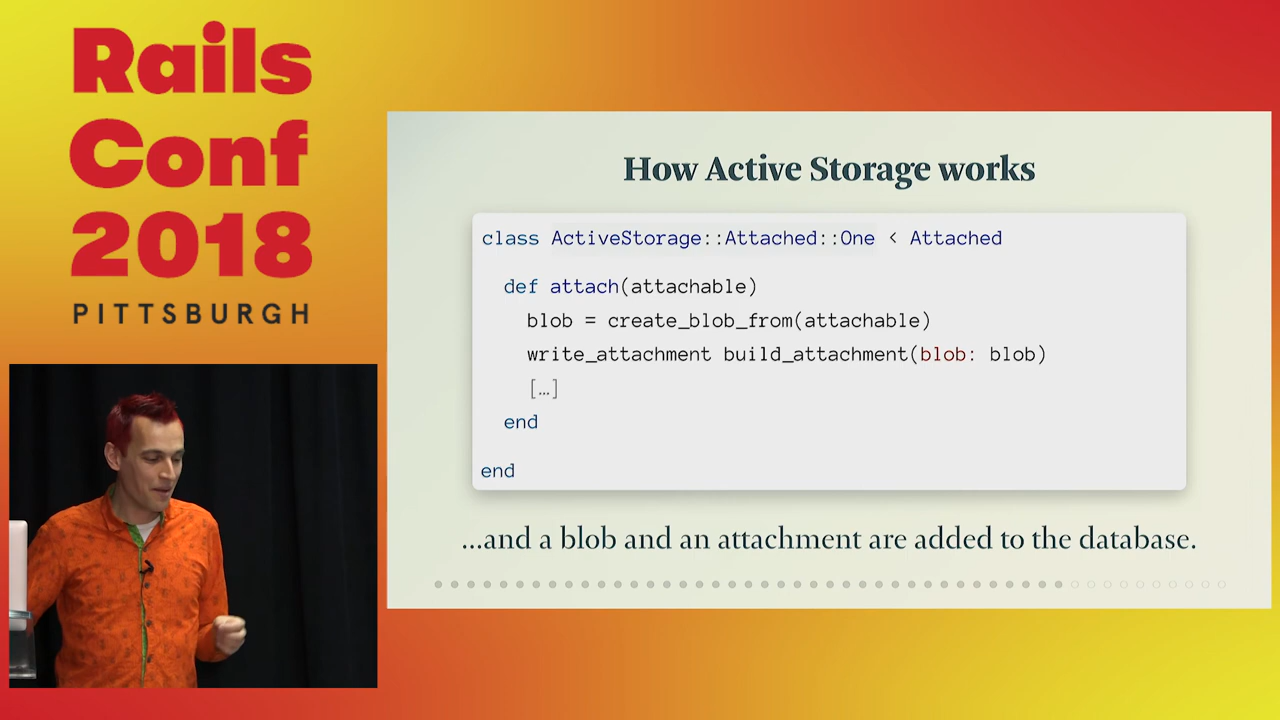 Rails
Conf
2018
PITTSBURGH
How Active Storage works
class ActiveStorage::Attached::One < Attached
def attach(attachable)
blob = create_blob_from(attachable)
write_attachment build_attachment(blob: blob)
[…]
end
end
…and a blob and an attachment are added to the database.